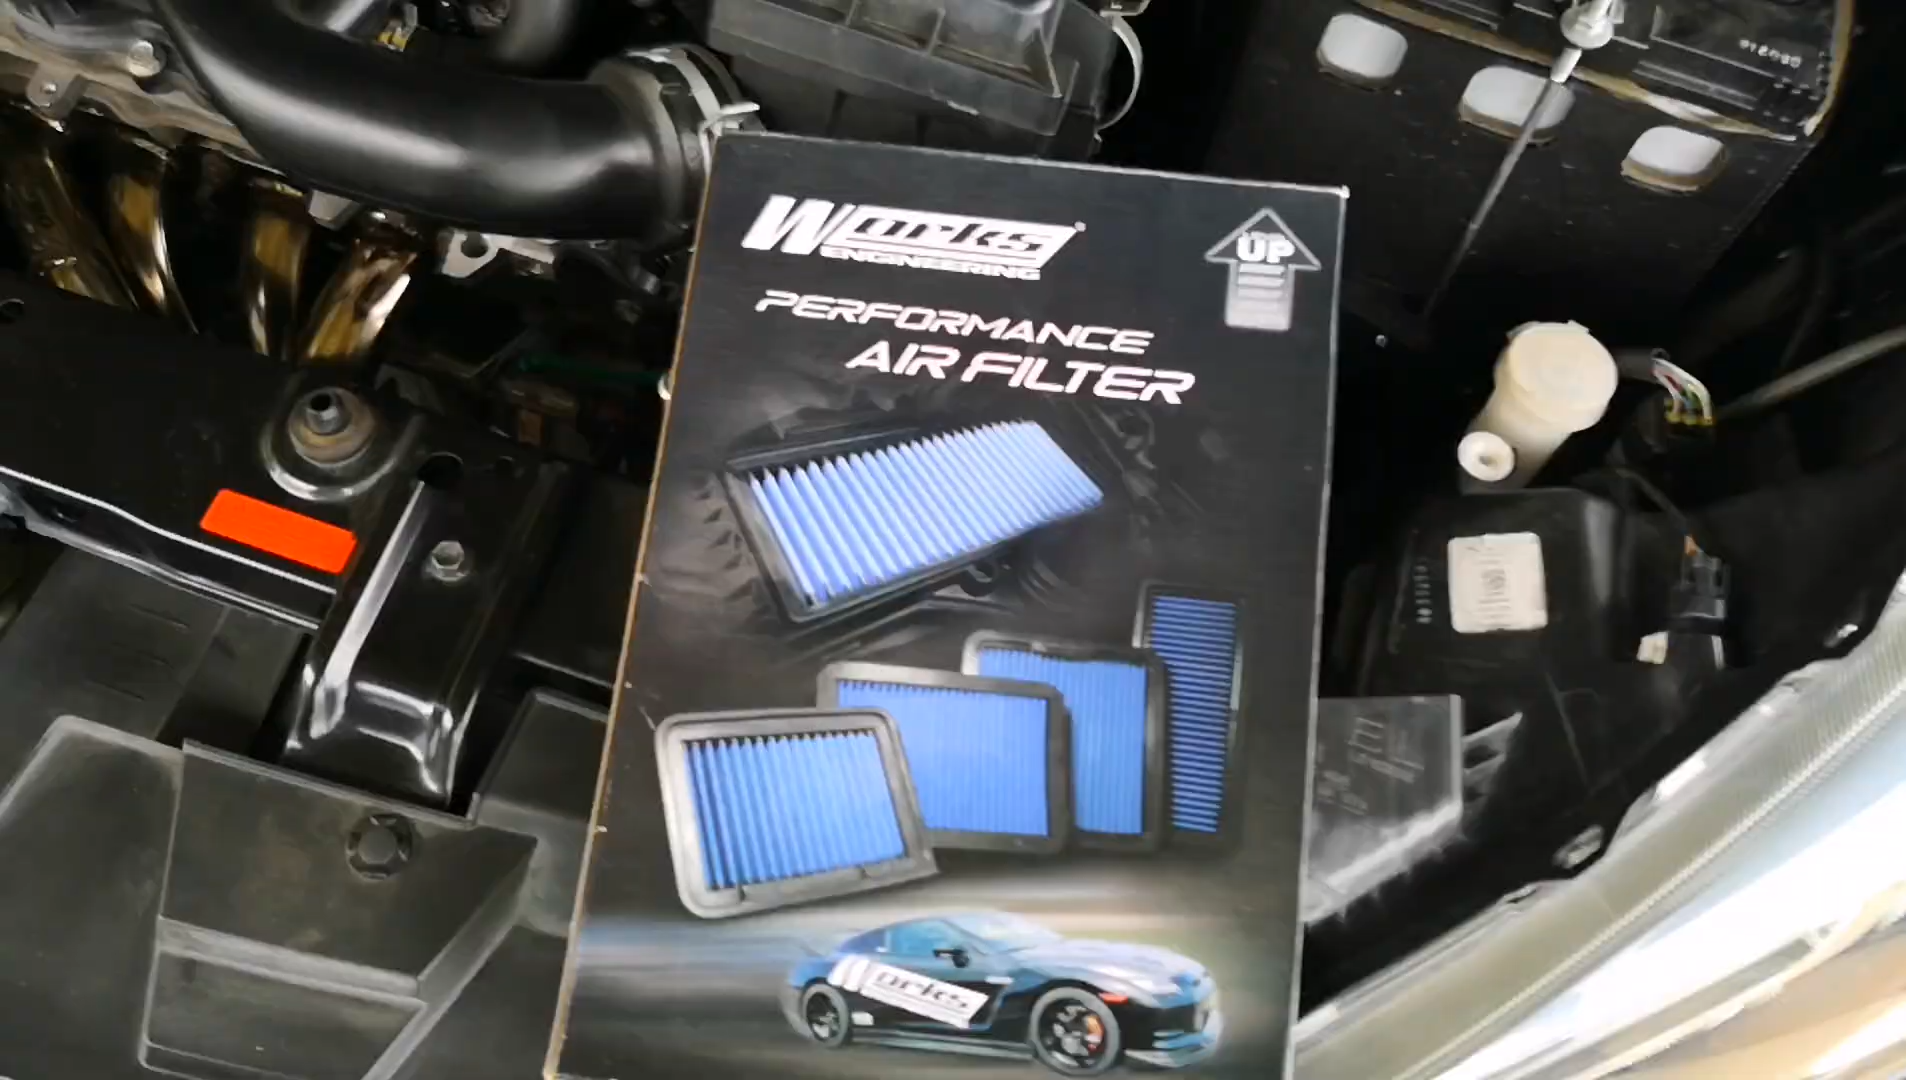 Works®
ENGINEERING
UP
PERFORMANCE
AIR FILTER
Works